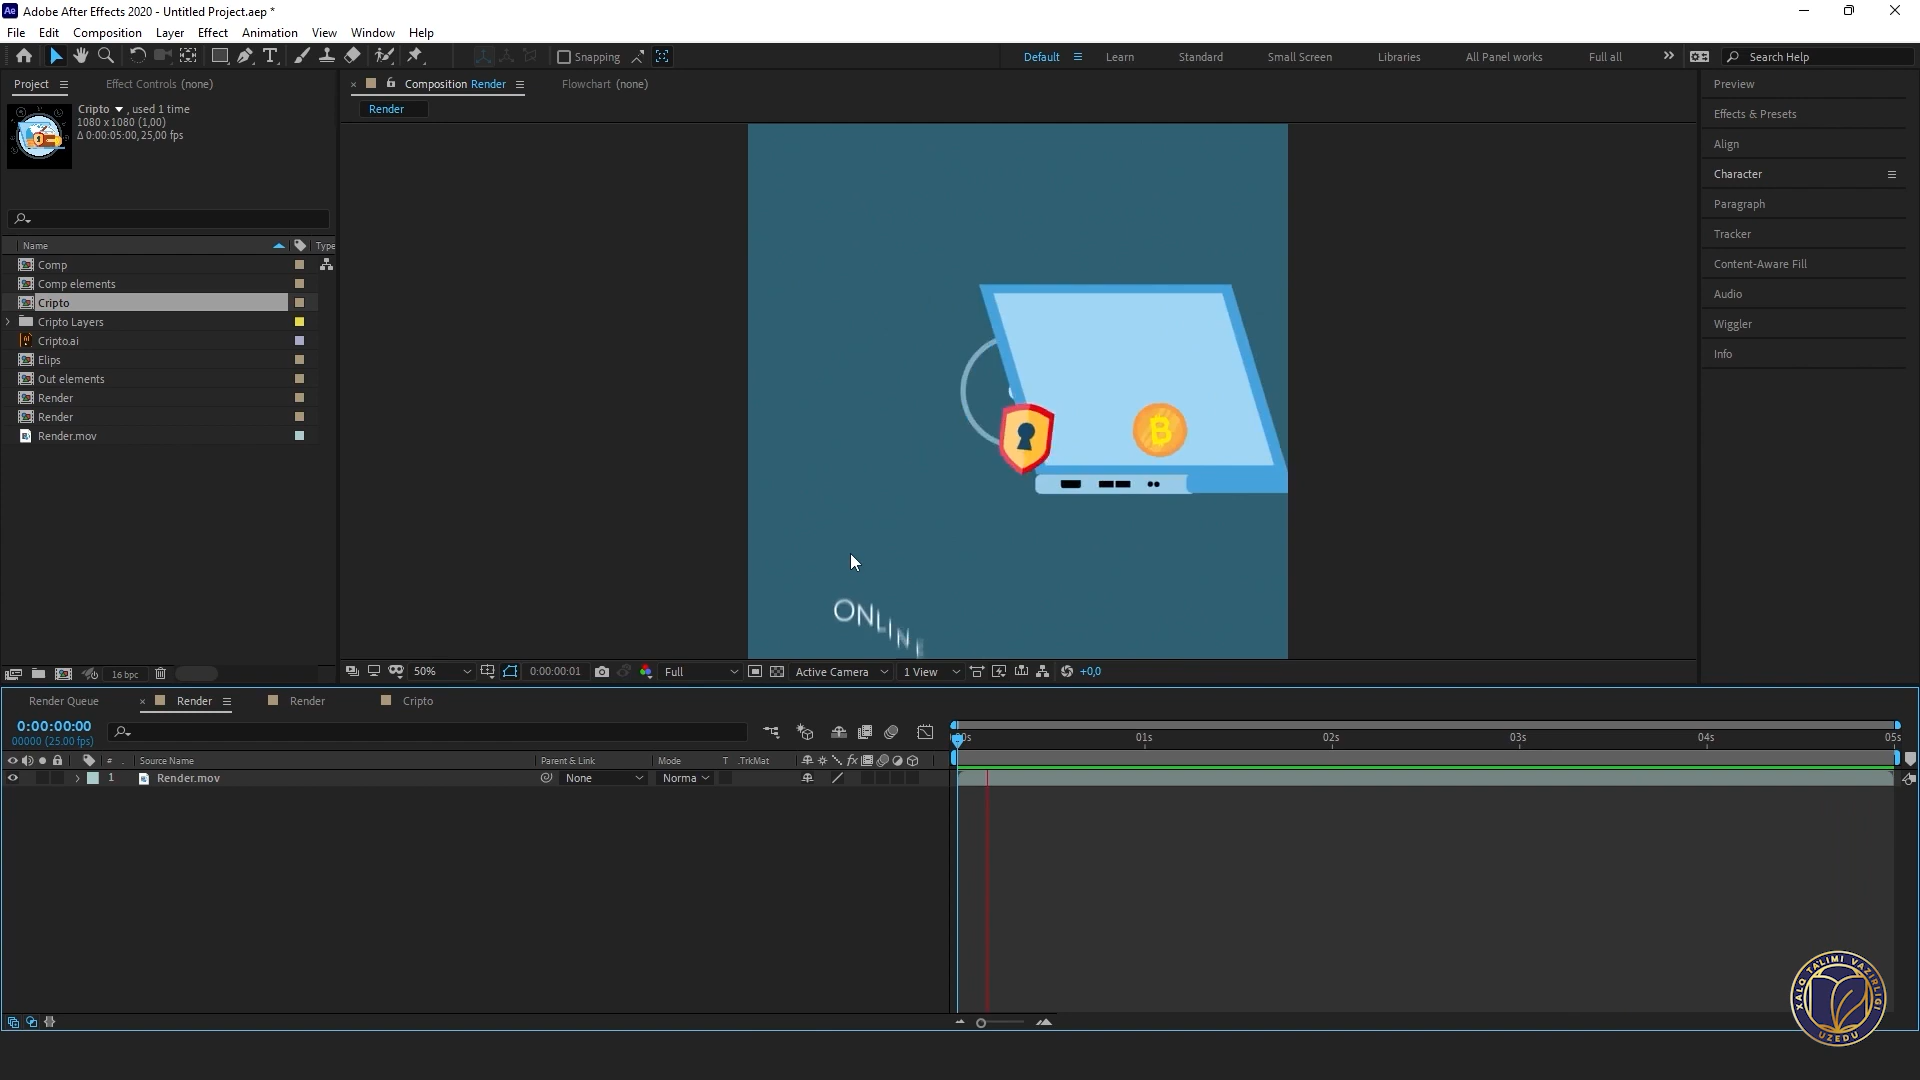 Ae Adobe After Effects 2020 - Untitled Project.aep *
File Edit Composition Layer Effect Animation View Window Help
Snapping
Default Learn Standard Small Screen Libraries All Panel works Full all Search Help
Project Effect Controls (none)
Composition Render Flowchart (none)
Render
Cripto , used 1 time
1080 x 1080 (1,00)
Δ 0:00:05:00, 25,00 fps
Name Type
Comp
Comp elements
Cripto
Cripto Layers
Cripto.ai
Elips
Out elements
Render
Render
Render.mov
ONLINE
Preview
Effects & Presets
Align
Character
Paragraph
Tracker
Content-Aware Fill
Audio
Wiggler
Info
16 bpc
50% 0:00:00:01 Full Active Camera 1 View +0,0
Render Queue Render Render Cripto
0:00:00:00
00000 (25.00 fps)
01s 02s 03s 04s 05s
# Source Name Parent & Link Mode T .TrkMat
1 Render.mov None Norma
XALQ TA'LIMI VAZIRLIGI
UZEDU